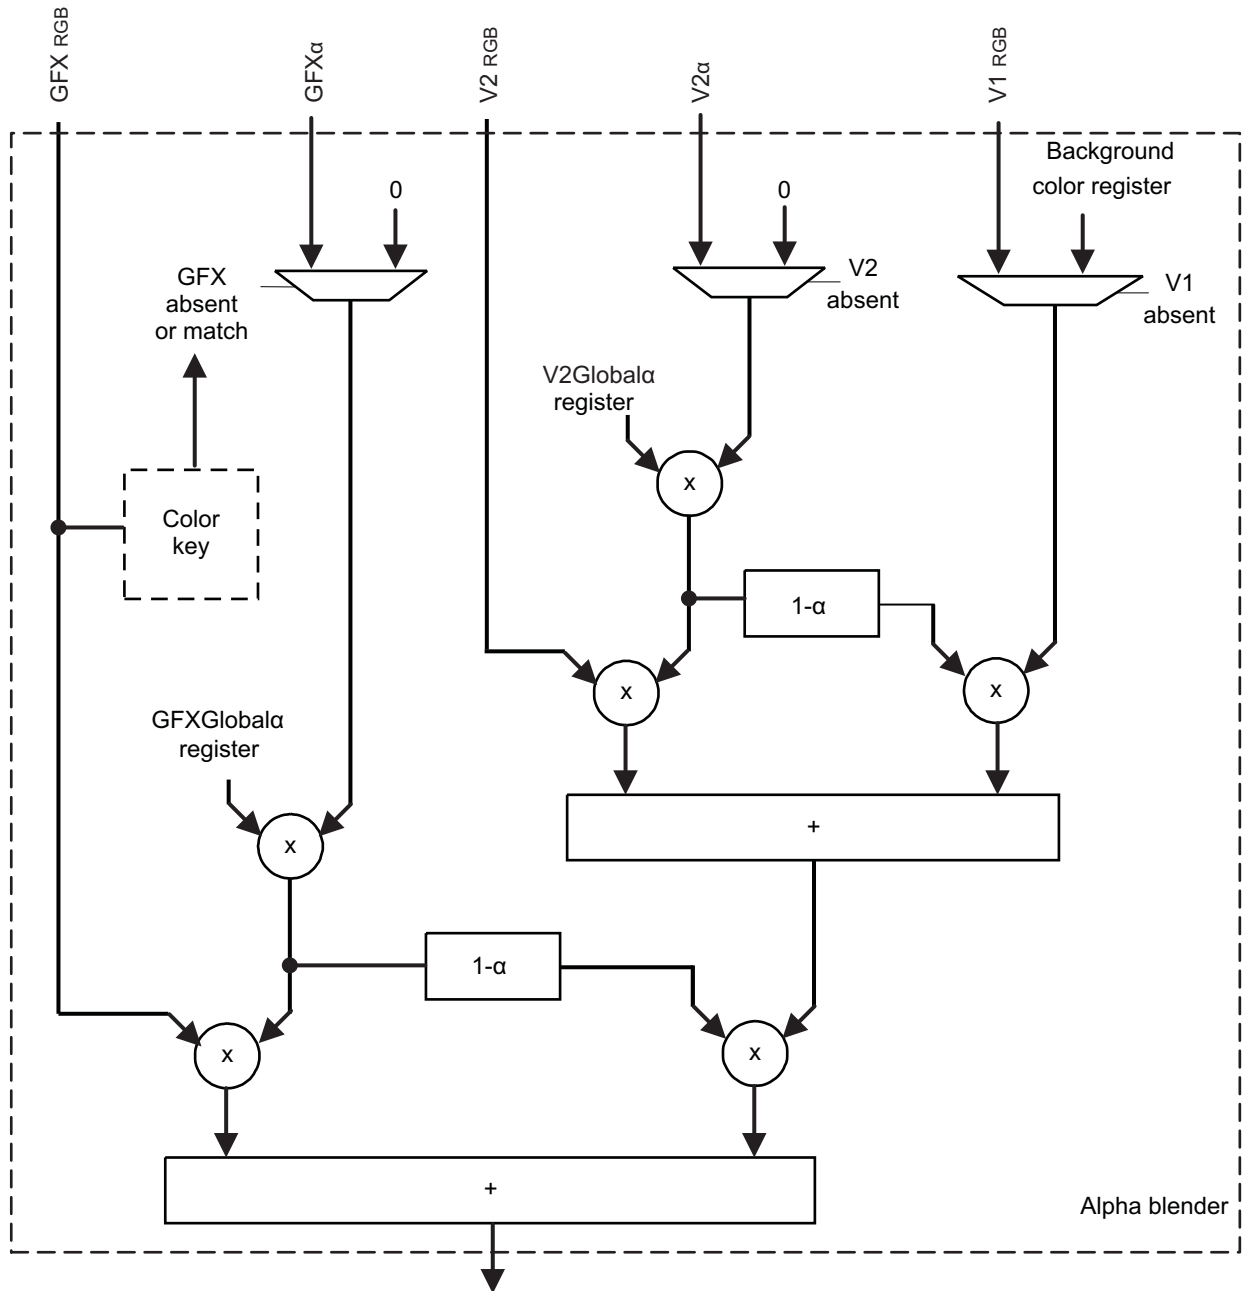 GFX RGB
GFXα
V2 RGB
V2α
V1 RGB
Background
color register
0
0
GFX
absent
or match
V2
absent
V1
absent
V2Globalα
register
x
Color
key
1-α
x
x
GFXGlobalα
register
+
x
1-α
x
x
+
Alpha blender